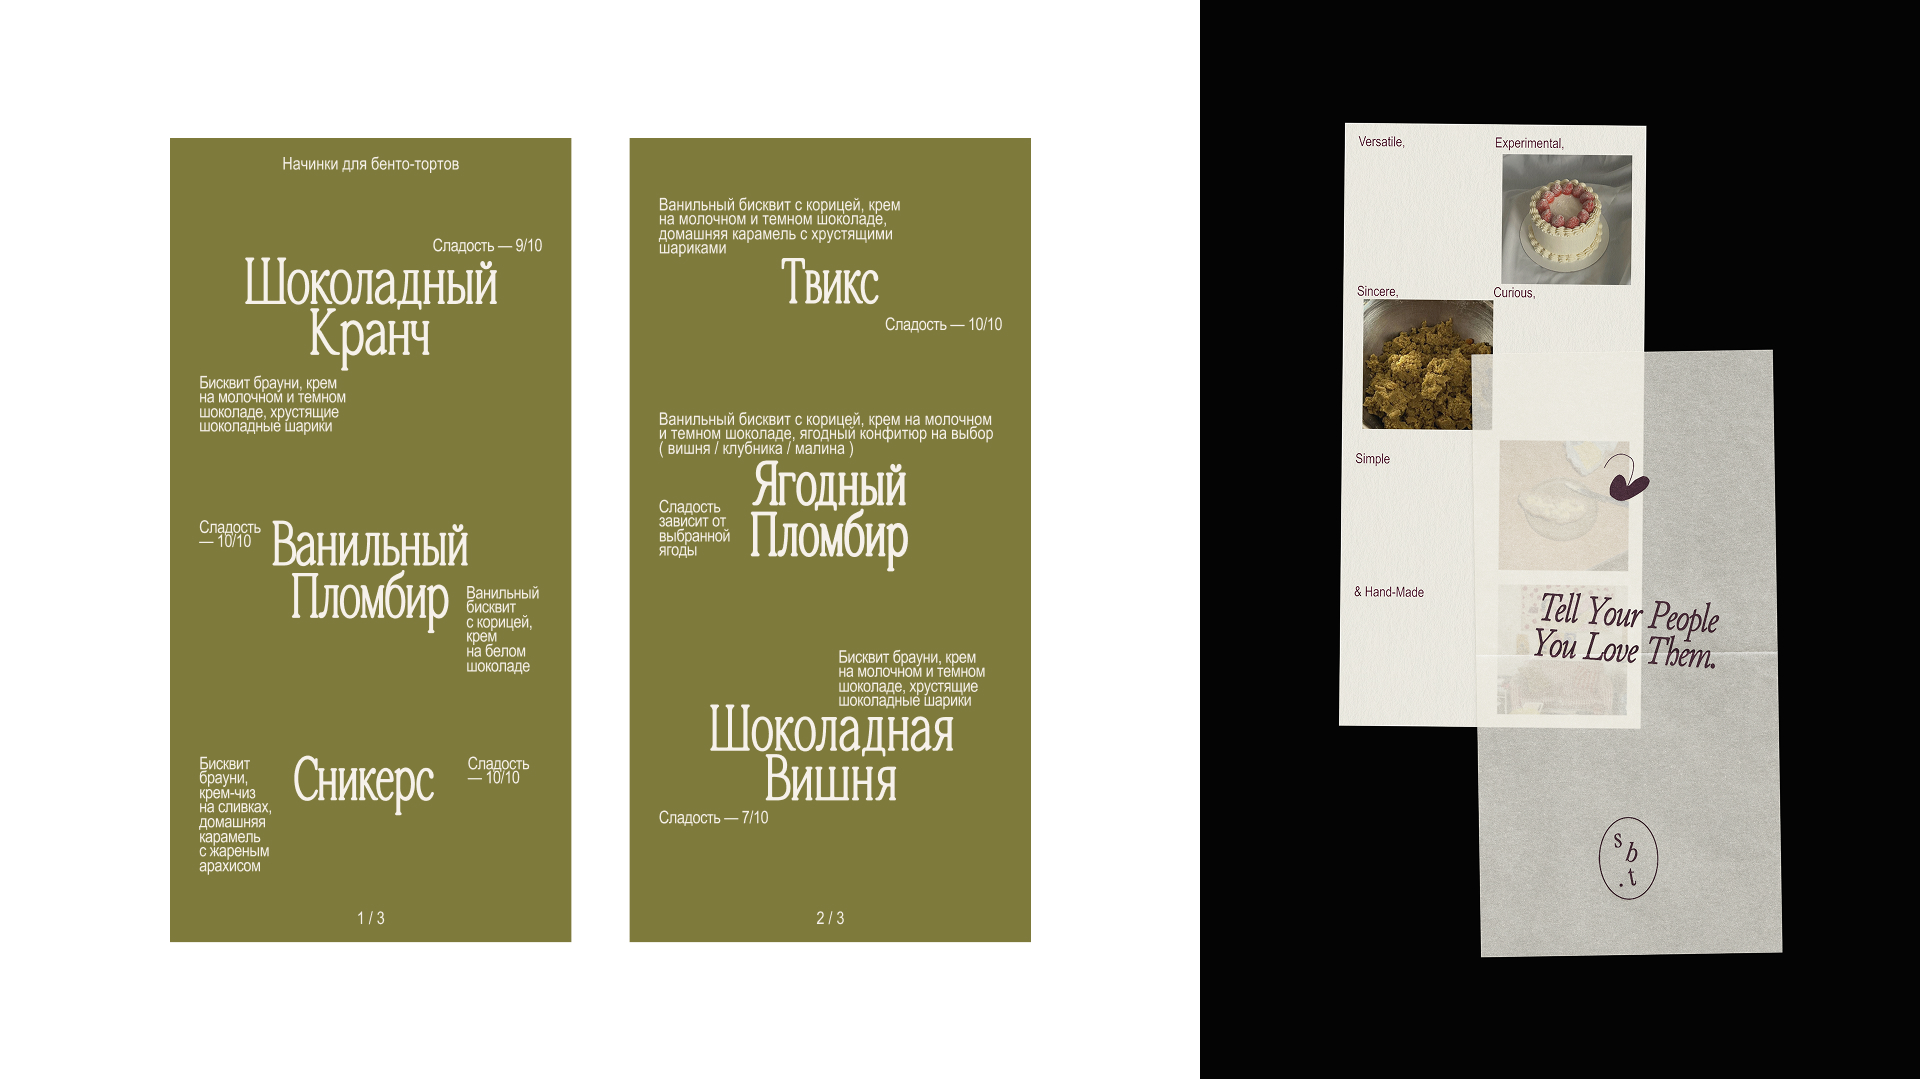 Начинки для бенто-тортов
Сладость — 9/10
Шоколадный
Кранч
Бисквит брауни, крем
на молочном и темном
шоколаде, хрустящие
шоколадные шарики
Сладость
— 10/10
Ванильный
Пломбир
Ванильный
бисквит
с корицей,
крем
на белом
шоколаде
Бисквит
брауни,
крем-чиз
на сливках,
домашняя
карамель
с жареным
арахисом
Сникерс
Сладость
— 10/10
1 / 3
Ванильный бисквит с корицей, крем
на молочном и темном шоколаде,
домашняя карамель с хрустящими
шариками
Твикс
Сладость — 10/10
Ванильный бисквит с корицей, крем на молочном
и темном шоколаде, ягодный конфитюр на выбор
( вишня / клубника / малина )
Ягодный
Пломбир
Сладость
зависит от
выбранной
ягоды
Бисквит брауни, крем
на молочном и темном
шоколаде, хрустящие
шоколадные шарики
Шоколадная
Вишня
Сладость — 7/10
2 / 3
Versatile,
Experimental,
Sincere,
Curious,
Simple
& Hand-Made
Tell Your People
You Love Them.
s
b
.t